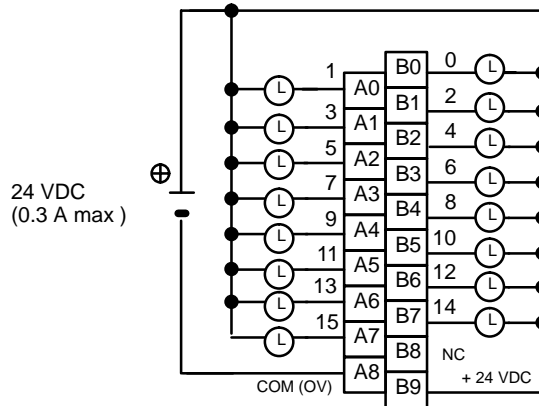 B0 0 L
1 L A0
B1 2 L
3 L A1
B2 4 L
5 L A2
B3 6 L
7 L A3
B4 8 L
9 L A4
B5 10 L
11 L A5
B6 12 L
13 L A6
B7 14 L
15 L A7
B8 NC
COM (OV) A8
B9 + 24 VDC
24 VDC
(0.3 A max )